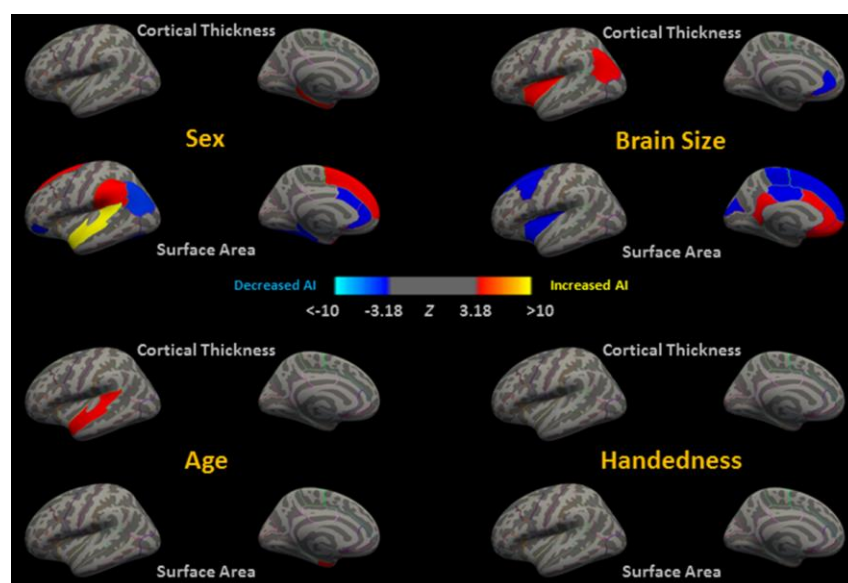 Cortical Thickness
Cortical Thickness
Sex
Brain Size
Surface Area
Surface Area
Decreased AI
Increased AI
<-10 -3.18 Z 3.18 >10
Cortical Thickness
Cortical Thickness
Age
Handedness
Surface Area
Surface Area